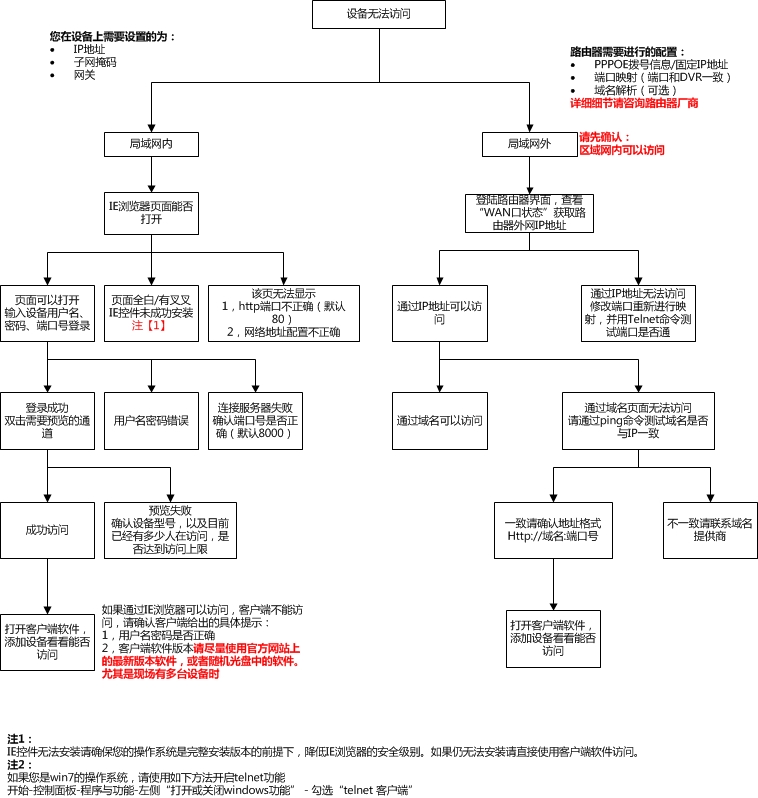 设备无法访问
您在设备上需要设置的为：
• IP地址
• 子网掩码
• 网关
路由器需要进行的配置：
• PPPOE拨号信息/固定IP地址
• 端口映射（端口和DVR一致）
• 域名解析（可选）
详细细节请咨询路由器厂商
局域网内
局域网外
请先确认：
区域网内可以访问
IE浏览器页面能否
打开
登陆路由器界面，查看
“WAN口状态”获取路
由器外网IP地址
页面可以打开
输入设备用户名、
密码、端口号登录
页面全白/有叉叉
IE控件未成功安装
注【1】
该页无法显示
1，http端口不正确（默认
80）
2，网络地址配置不正确
通过IP地址可以访
问
通过IP地址无法访问
修改端口重新进行映
射，并用Telnet命令测
试端口是否通
登录成功
双击需要预览的通
道
用户名密码错误
连接服务器失败
确认端口号是否正
确（默认8000）
通过域名可以访问
通过域名页面无法访问
请通过ping命令测试域名是否
与IP一致
成功访问
预览失败
确认设备型号，以及目前
已经有多少人在访问，是
否达到访问上限
一致请确认地址格式
Http://域名:端口号
不一致请联系域名
提供商
打开客户端软件，
添加设备看看能否
访问
如果通过IE浏览器可以访问，客户端不能访
问，请确认客户端给出的具体提示：
1，用户名密码是否正确
2，客户端软件版本请尽量使用官方网站上
的最新版本软件，或者随机光盘中的软件。
尤其是现场有多台设备时
打开客户端软件，
添加设备看看能否
访问
注1：
IE控件无法安装请确保您的操作系统是完整安装版本的前提下，降低IE浏览器的安全级别。如果仍无法安装请直接使用客户端软件访问。
注2：
如果您是win7的操作系统，请使用如下方法开启telnet功能
开始-控制面板-程序与功能-左侧“打开或关闭windows功能” - 勾选“telnet 客户端”